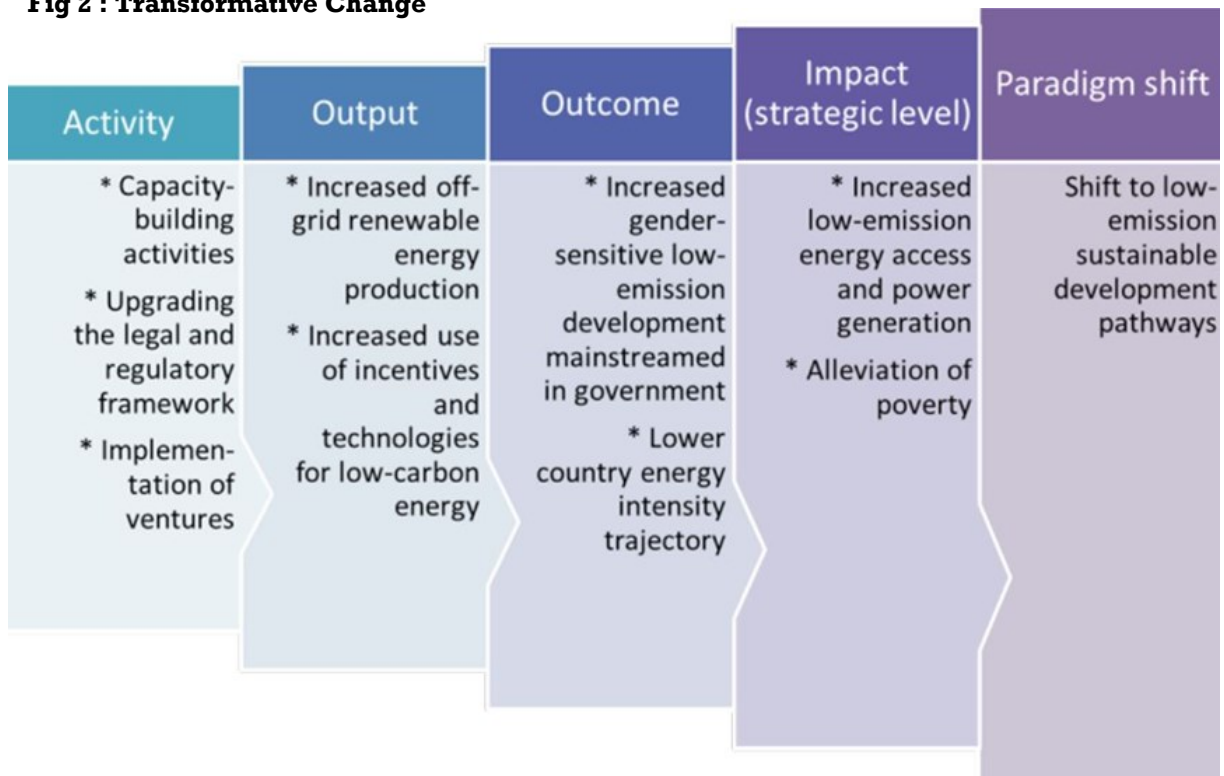 Fig 2 : Transformative Change
Activity
* Capacity-
building
activities
* Upgrading
the legal and
regulatory
framework
* Implemen-
tation of
ventures
Output
* Increased off-
grid renewable
energy
production
* Increased use
of incentives
and
technologies
for low-carbon
energy
Outcome
* Increased
gender-
sensitive low-
emission
development
mainstreamed
in government
* Lower
country energy
intensity
trajectory
Impact
(strategic level)
* Increased
low-emission
energy access
and power
generation
* Alleviation of
poverty
Paradigm shift
Shift to low-
emission
sustainable
development
pathways